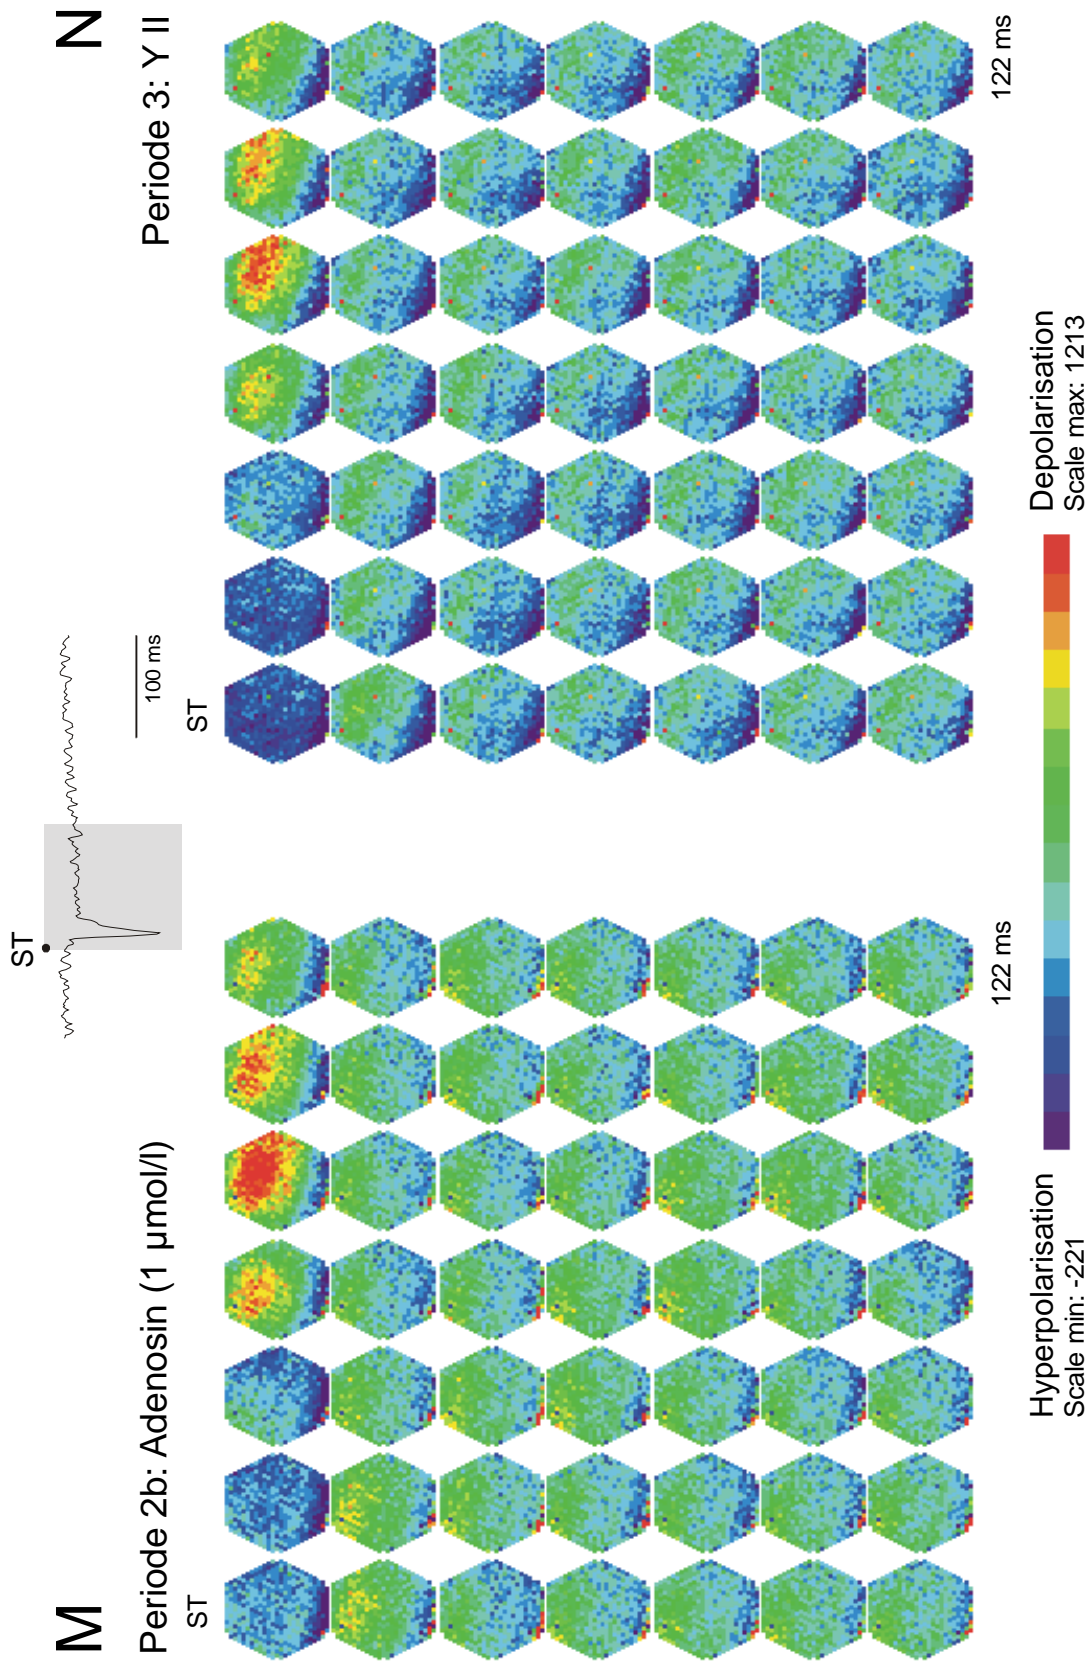 M
N
Periode 2b: Adenosin (1 µmol/l)
Periode 3: Y II
ST
100 ms
ST
ST
122 ms
122 ms
Hyperpolarisation
Scale min: -221
Depolarisation
Scale max: 1213